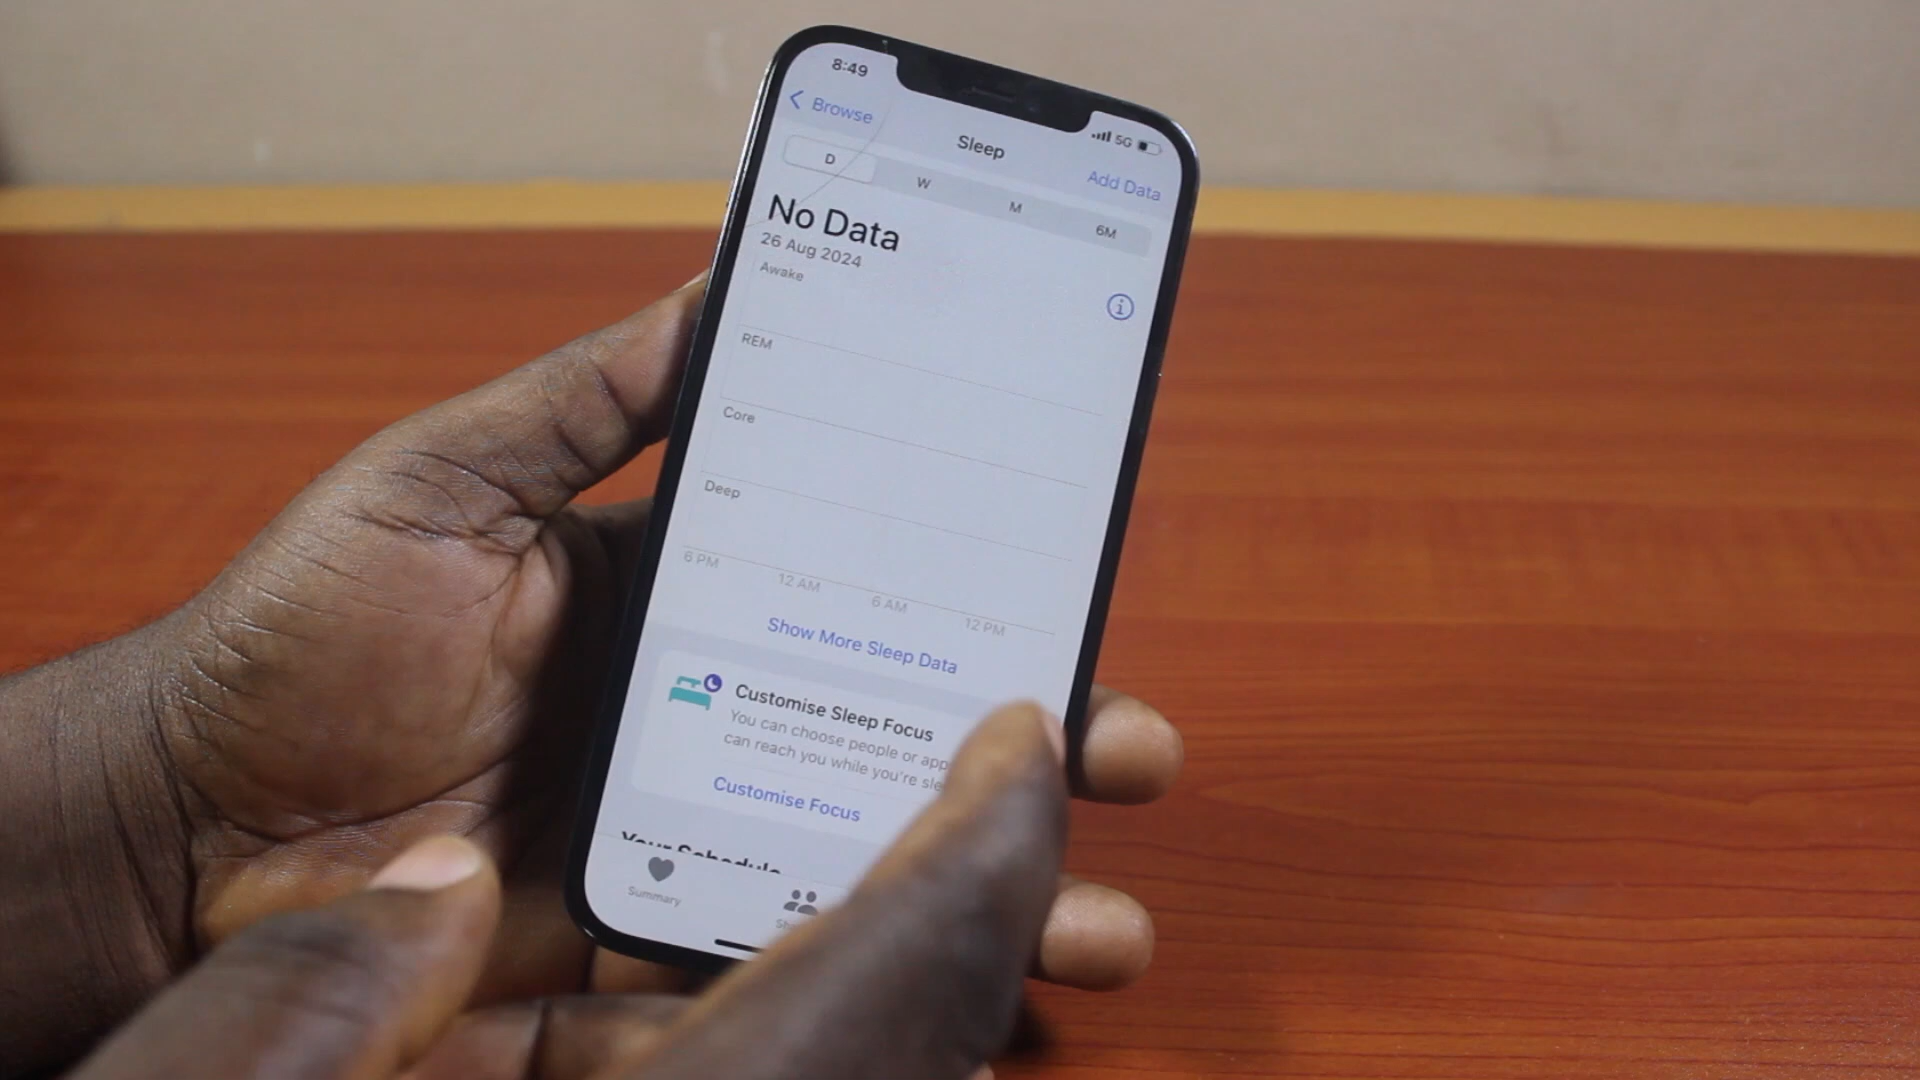 8:49
5G
Browse
Sleep
Add Data
D
W
M
6M
No Data
26 Aug 2024
Awake
REM
Core
Deep
6 PM
12 AM
6 AM
12 PM
Show More Sleep Data
Customise Sleep Focus
You can choose people or
can reach you while you're
Customise Focus
Your Schedule
Summary